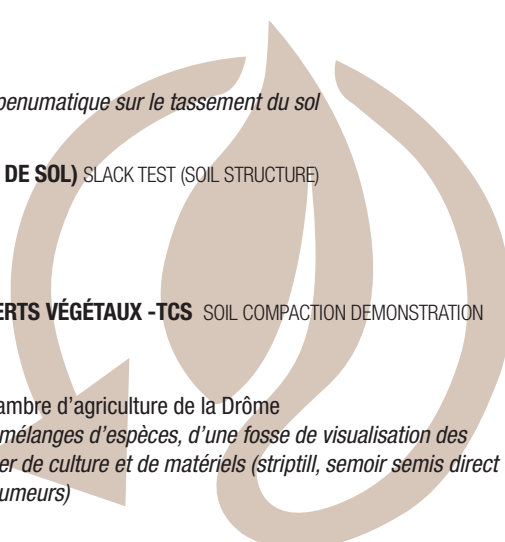 penumatique sur le tassement du sol
DE SOL) SLACK TEST (SOIL STRUCTURE)
ERTS VÉGÉTAUX -TCS SOIL COMPACTION DEMONSTRATION
ambre d'agriculture de la Drôme
mélanges d'espèces, d'une fosse de visualisation des
er de culture et de matériels (striptill, semoir semis direct
umeurs)